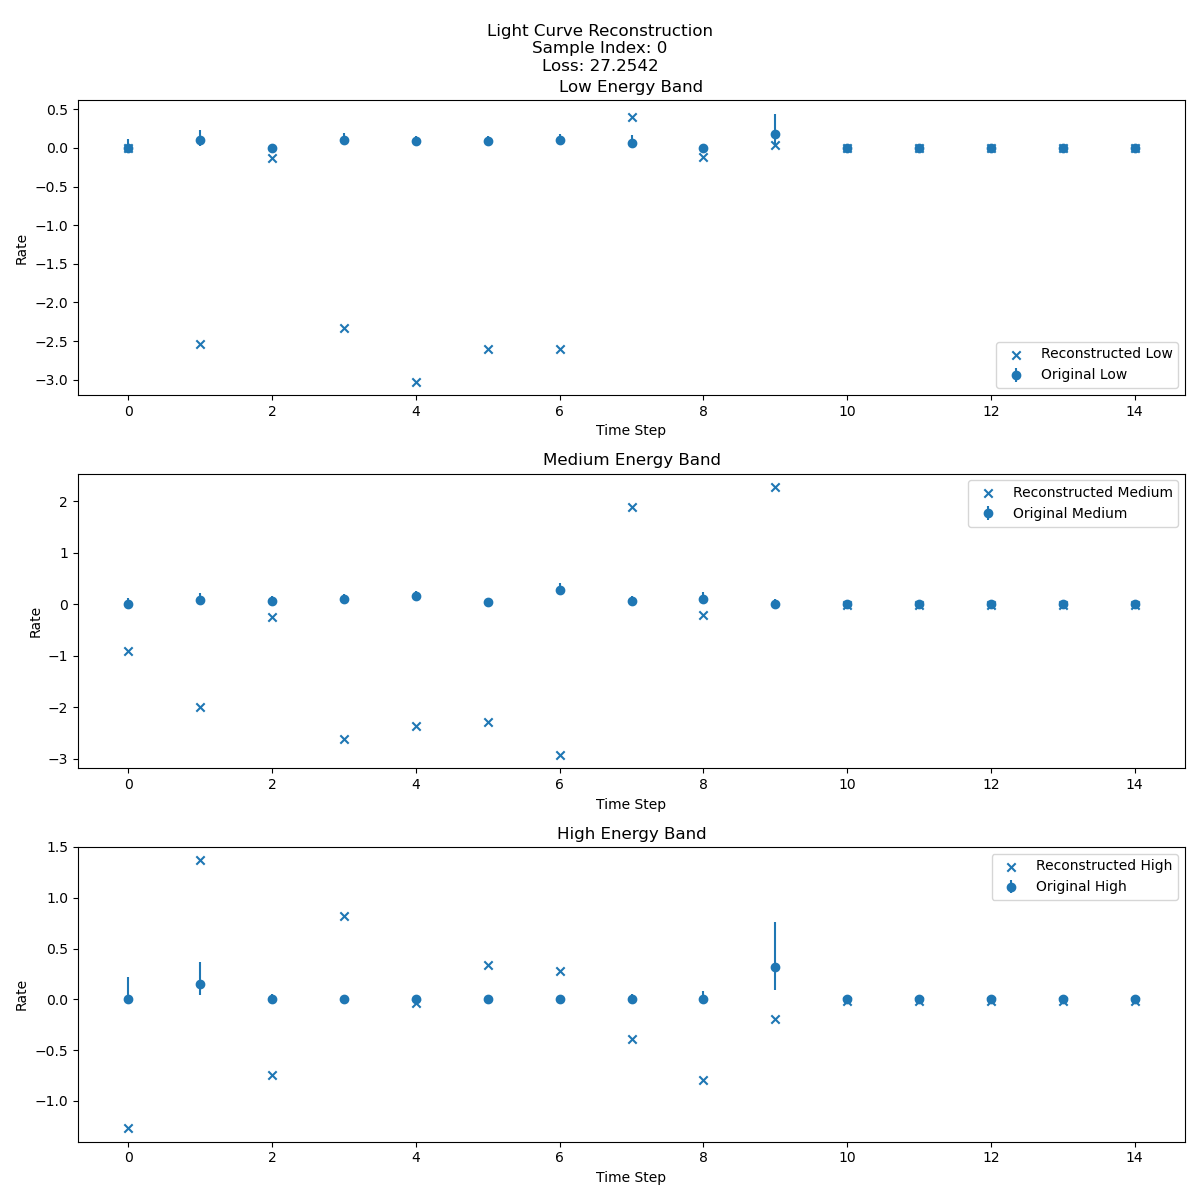 Light Curve Reconstruction
Sample Index: 0
Loss: 27.2542
Low Energy Band
0.5
0.0
−0.5
−1.0
−1.5
−2.0
−2.5
−3.0
Rate
Reconstructed Low
Original Low
0 2 4 6 8 10 12 14
Time Step
Medium Energy Band
2
1
0
−1
−2
−3
Rate
Reconstructed Medium
Original Medium
0 2 4 6 8 10 12 14
Time Step
High Energy Band
1.5
1.0
0.5
0.0
−0.5
−1.0
Rate
Reconstructed High
Original High
0 2 4 6 8 10 12 14
Time Step